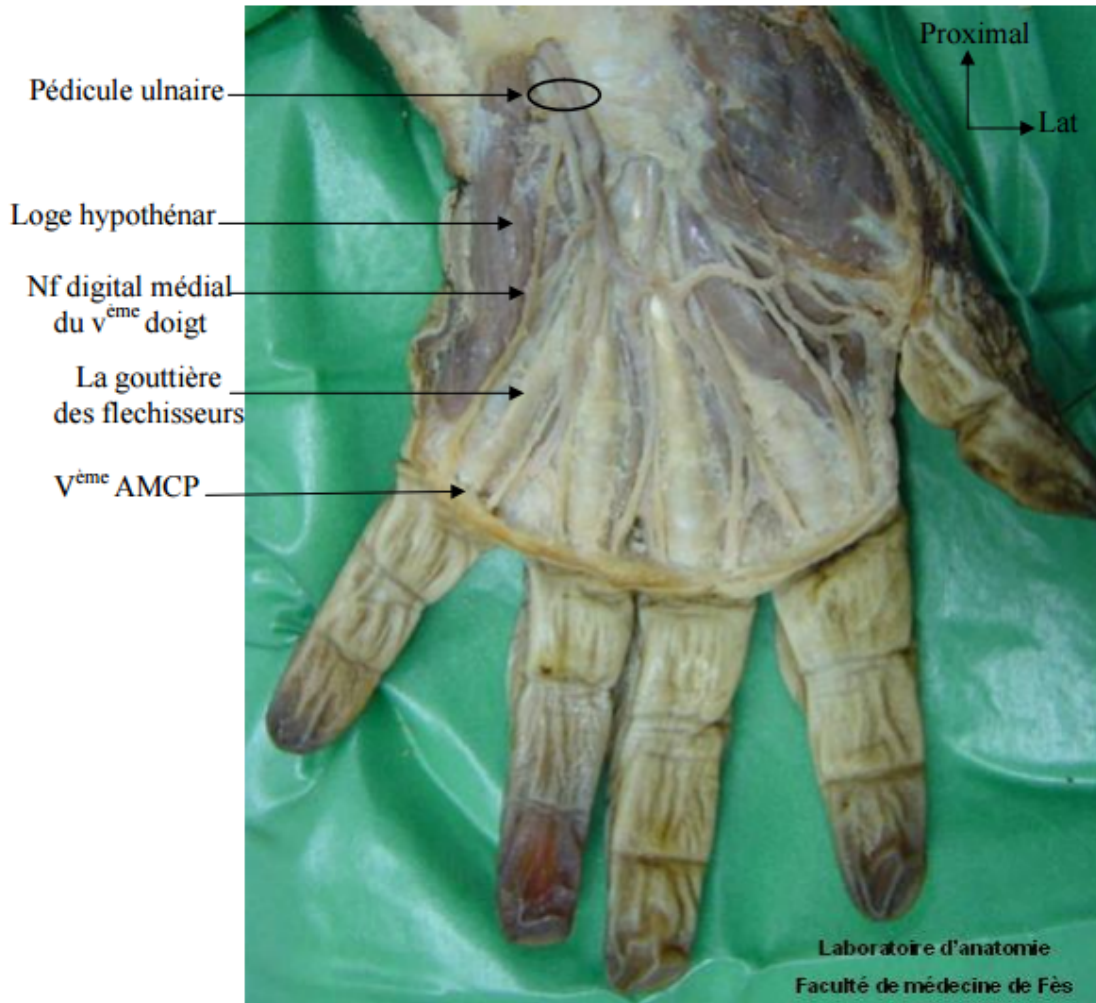 Proximal
Lat
Pédicule ulnaire
Loge hypothénar
Nf digital médial
du vème doigt
La gouttière
des flechisseurs
Vème AMCP
Laboratoire d'anatomie
Faculté de médecine de Fès